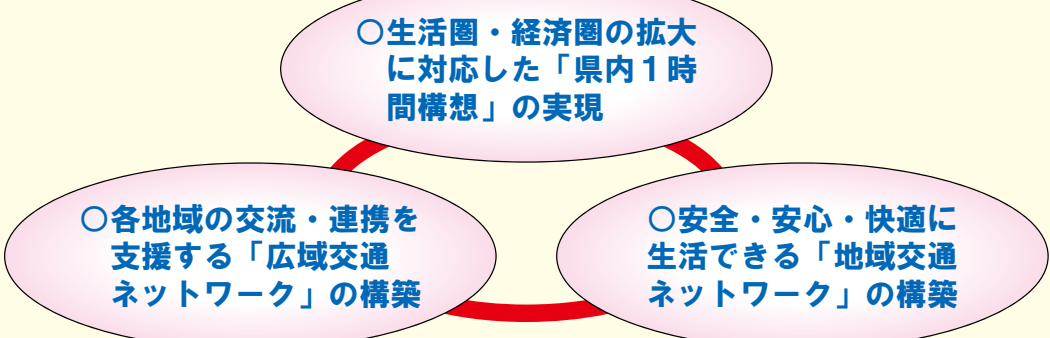 ○生活圏・経済圏の拡大
に対応した「県内１時
間構想」の実現
○各地域の交流・連携を
支援する「広域交通
ネットワーク」の構築
○安全・安心・快適に
生活できる「地域交通
ネットワーク」の構築